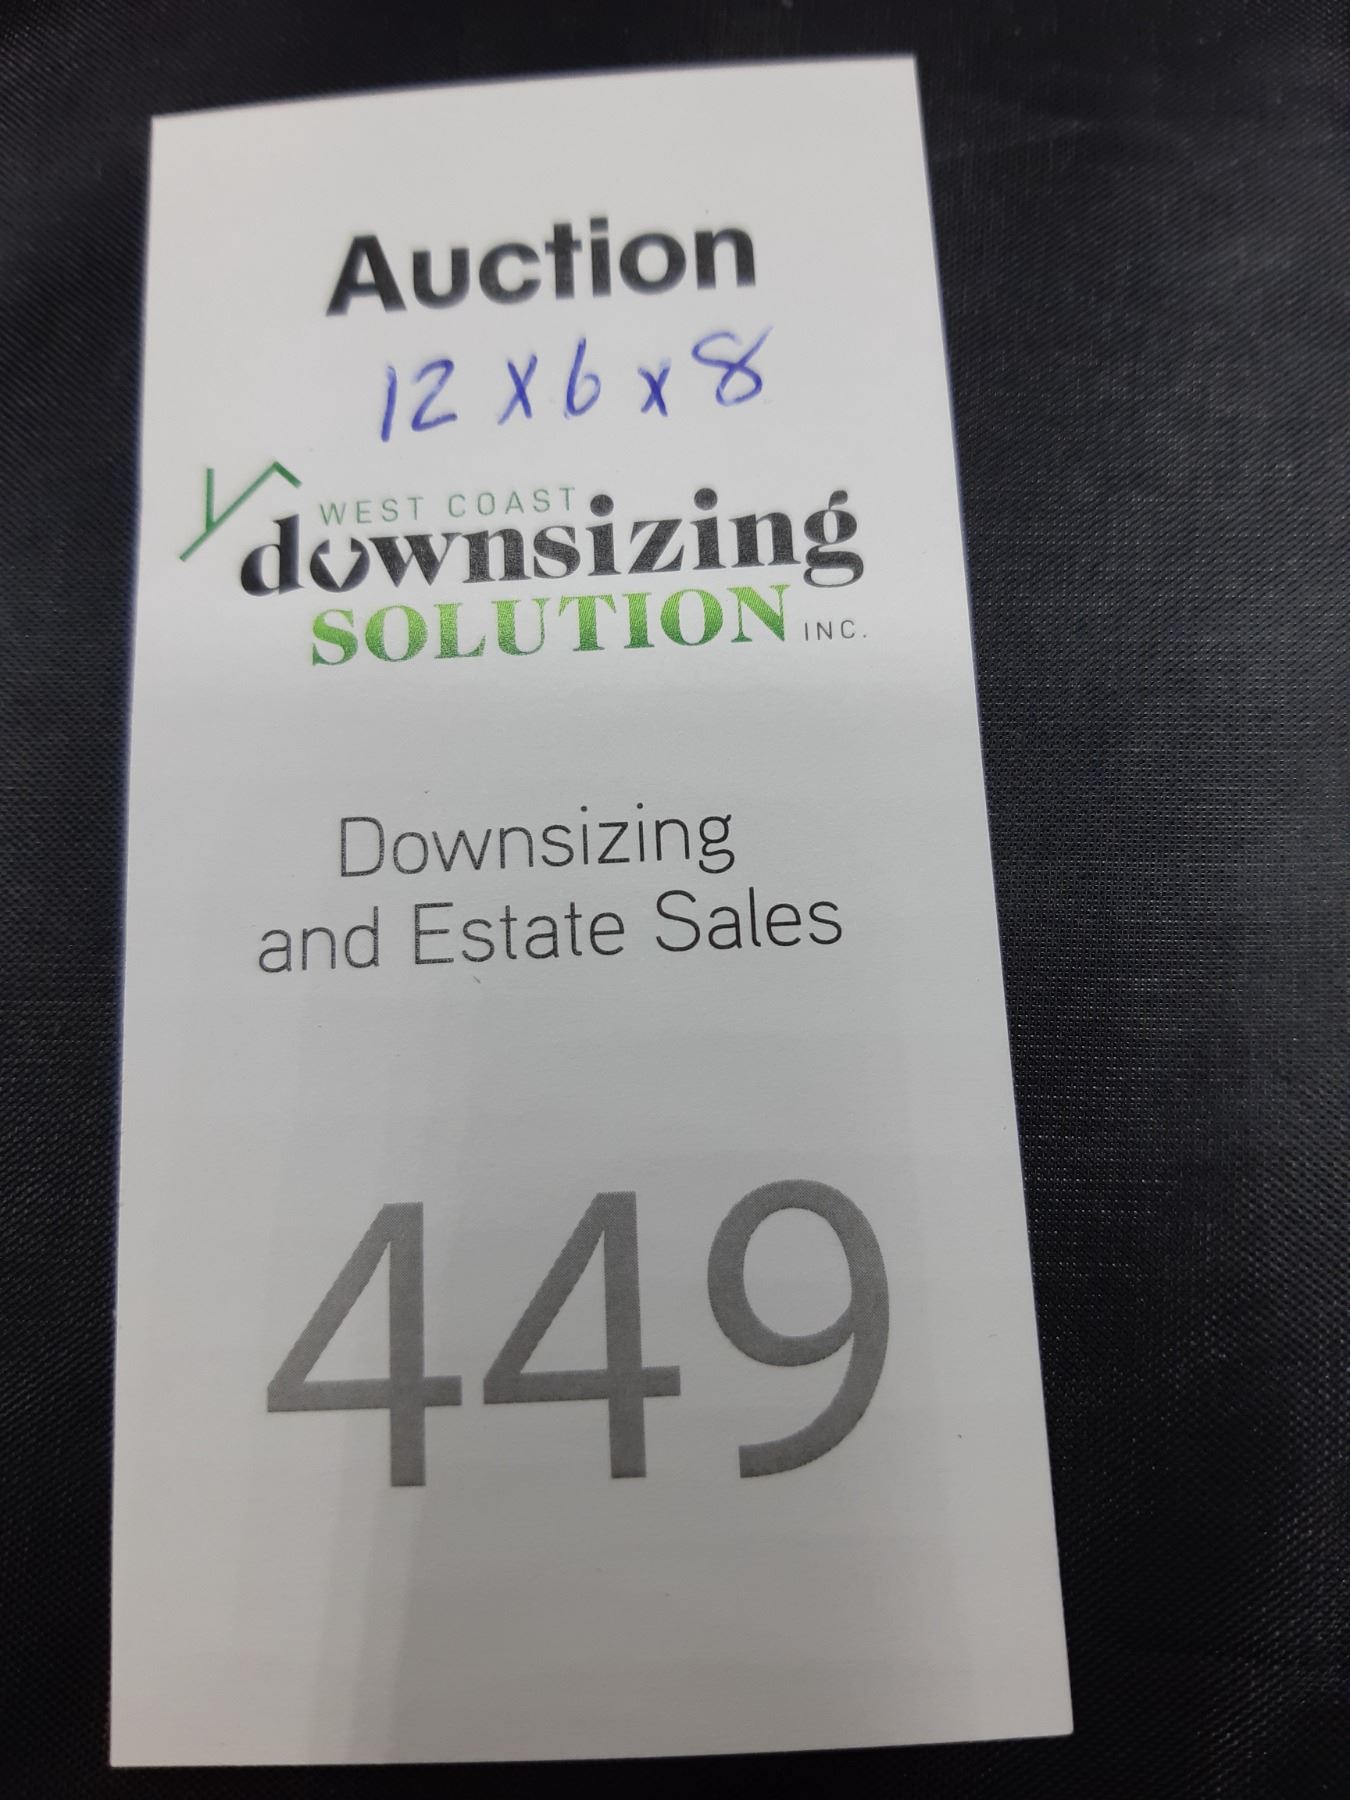 Auction
12 x 6 x 8
WEST COAST
downsizing
SOLUTION INC.
Downsizing
and Estate Sales
449